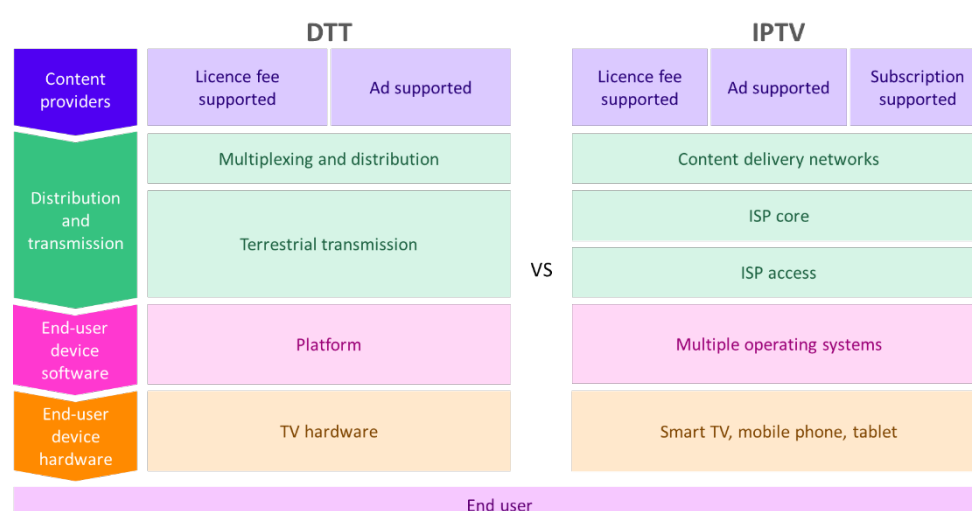 DTT
IPTV
Content
providers
Licence fee
supported
Ad supported
Licence fee
supported
Ad supported
Subscription
supported
Distribution
and
transmission
Multiplexing and distribution
Content delivery networks
Terrestrial transmission
ISP core
VS
ISP access
End-user
device
software
Platform
Multiple operating systems
End-user
device
hardware
TV hardware
Smart TV, mobile phone, tablet
End user